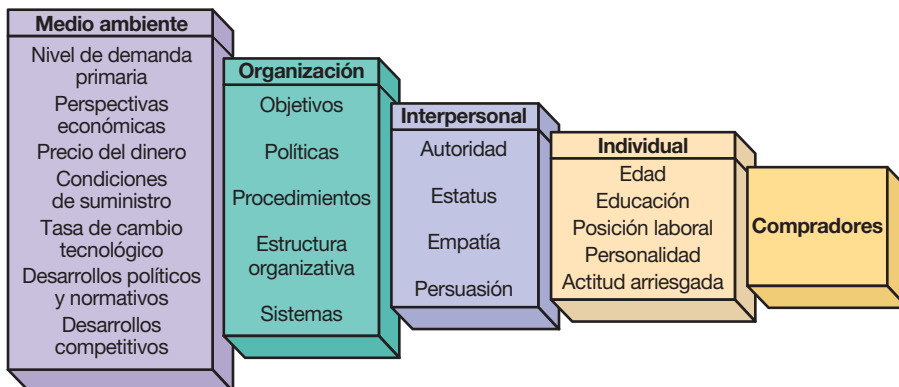 Medio ambiente
Nivel de demanda
primaria
Perspectivas
económicas
Precio del dinero
Condiciones
de suministro
Tasa de cambio
tecnológico
Desarrollos políticos
y normativos
Desarrollos
competitivos
Organización
Objetivos
Políticas
Procedimientos
Estructura
organizativa
Sistemas
Interpersonal
Autoridad
Estatus
Empatía
Persuasión
Individual
Edad
Educación
Posición laboral
Personalidad
Actitud arriesgada
Compradores